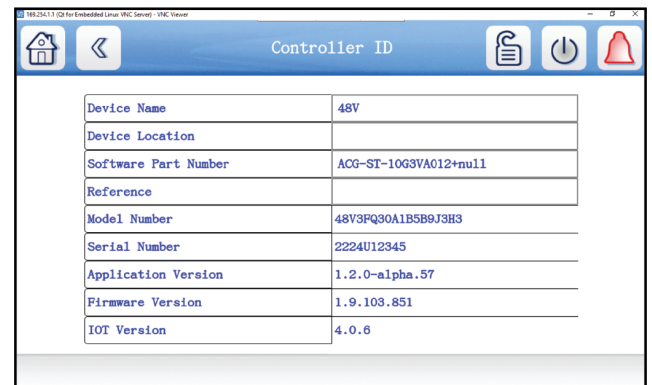 169.254.1.1 (Qt for Embedded Linux VNC Server) - VNC Viewer
Controller ID
Device Name 48V
Device Location
Software Part Number ACG-ST-10G3VA012+null
Reference
Model Number 48V3FQ30A1B5B9J3H3
Serial Number 2224U12345
Application Version 1.2.0-alpha.57
Firmware Version 1.9.103.851
IOT Version 4.0.6